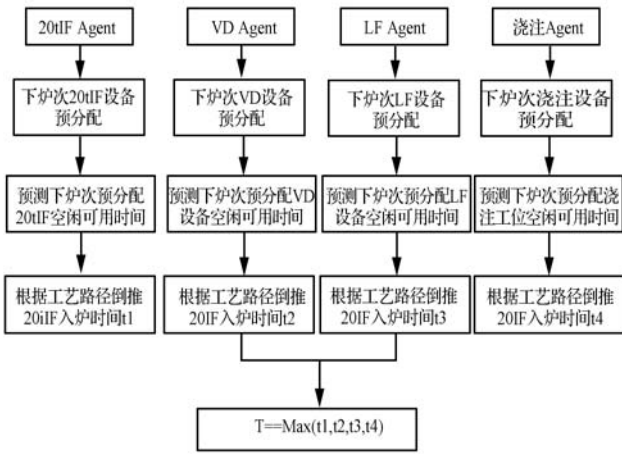 20tIF Agent
VD Agent
LF Agent
浇注Agent
下炉次20tIF设备
预分配
下炉次VD设备
预分配
下炉次LF设备
预分配
下炉次浇注设备
预分配
预测下炉次预分配
20tIF空闲可用时间
预测下炉次预分配VD
设备空闲可用时间
预测下炉次预分配LF
设备空闲可用时间
预测下炉次预分配浇
注工位空闲可用时间
根据工艺路径倒推
20iIF入炉时间t1
根据工艺路径倒推
20IF入炉时间t2
根据工艺路径倒推
20IF入炉时间t3
根据工艺路径倒推
20IF入炉时间t4
T==Max(t1,t2,t3,t4)